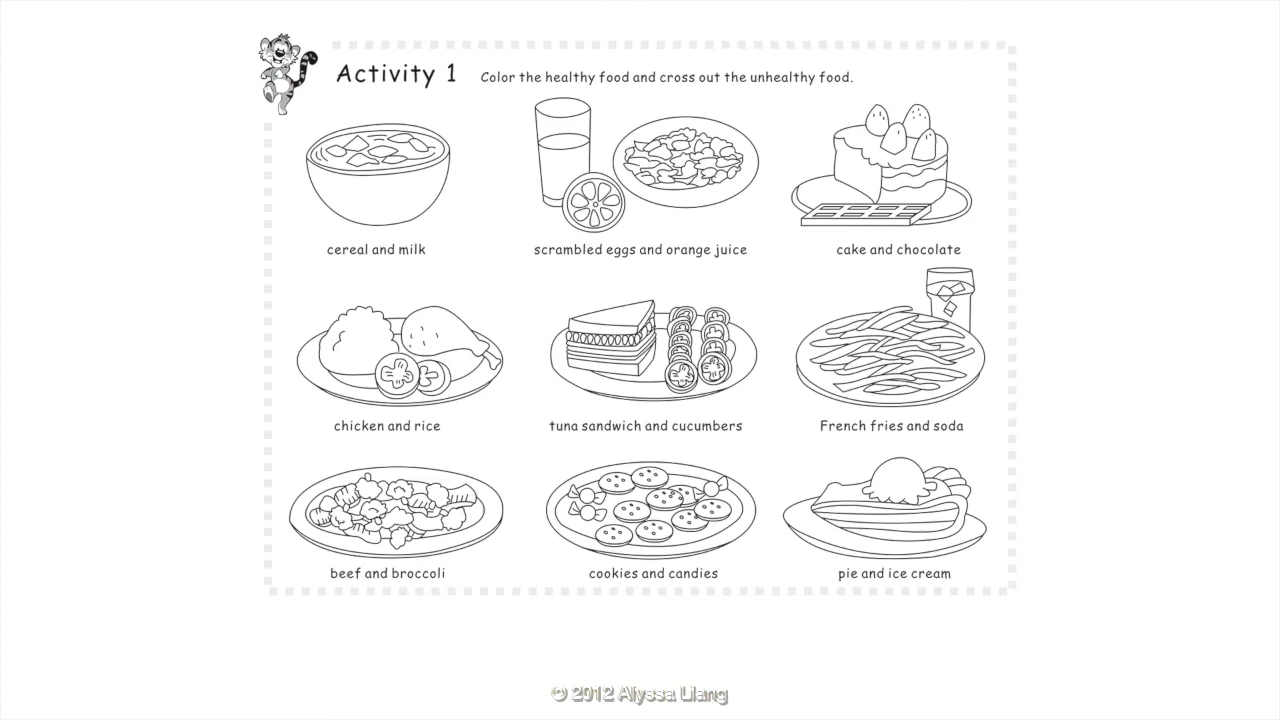 Activity 1 Color the healthy food and cross out the unhealthy food.
cereal and milk
scrambled eggs and orange juice
cake and chocolate
chicken and rice
tuna sandwich and cucumbers
French fries and soda
beef and broccoli
cookies and candies
pie and ice cream
© 2012 Alyssa Liang